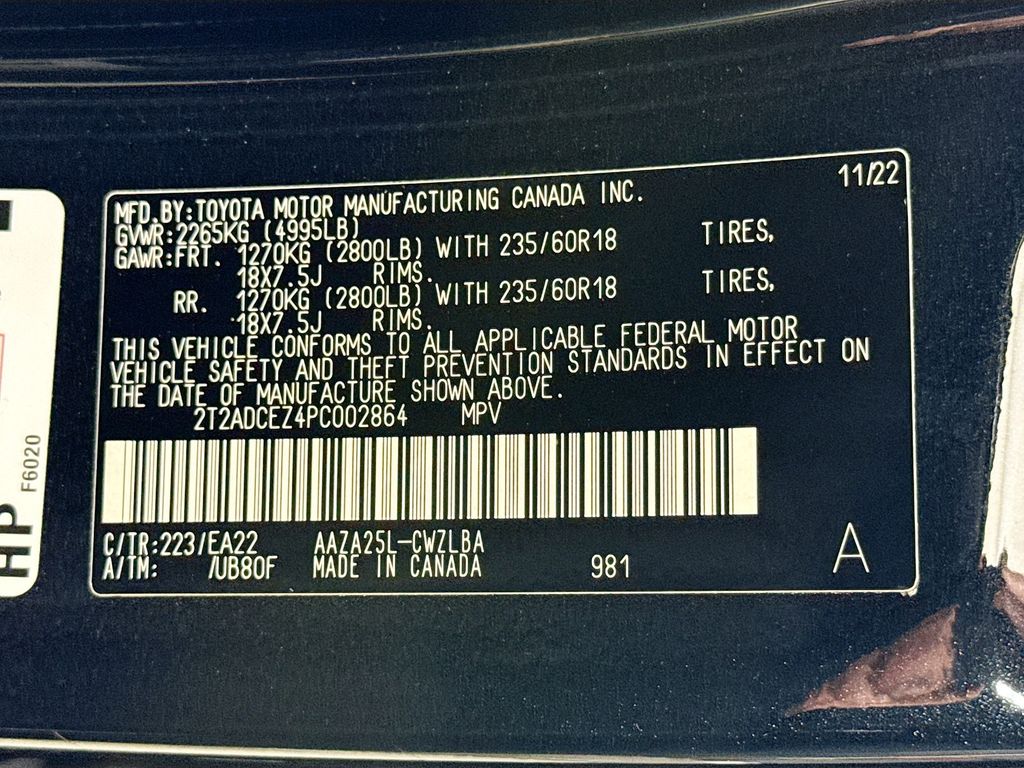 11/22
MFD.BY:TOYOTA MOTOR MANUFACTURING CANADA INC.
GVWR:2265KG (4995LB)
GAWR:FRT. 1270KG (2800LB) WITH 235/60R18 TIRES,
18X7.5J RIMS.
RR. 1270KG (2800LB) WITH 235/60R18 TIRES,
18X7.5J RIMS.
THIS VEHICLE CONFORMS TO ALL APPLICABLE FEDERAL MOTOR
VEHICLE SAFETY AND THEFT PREVENTION STANDARDS IN EFFECT ON
THE DATE OF MANUFACTURE SHOWN ABOVE.
2T2ADCEZ4PC002864 MPV
C/TR:223/EA22 AAZA25L-CWZLBA
A/TM: /UB80F MADE IN CANADA 981
A
F6020
HP